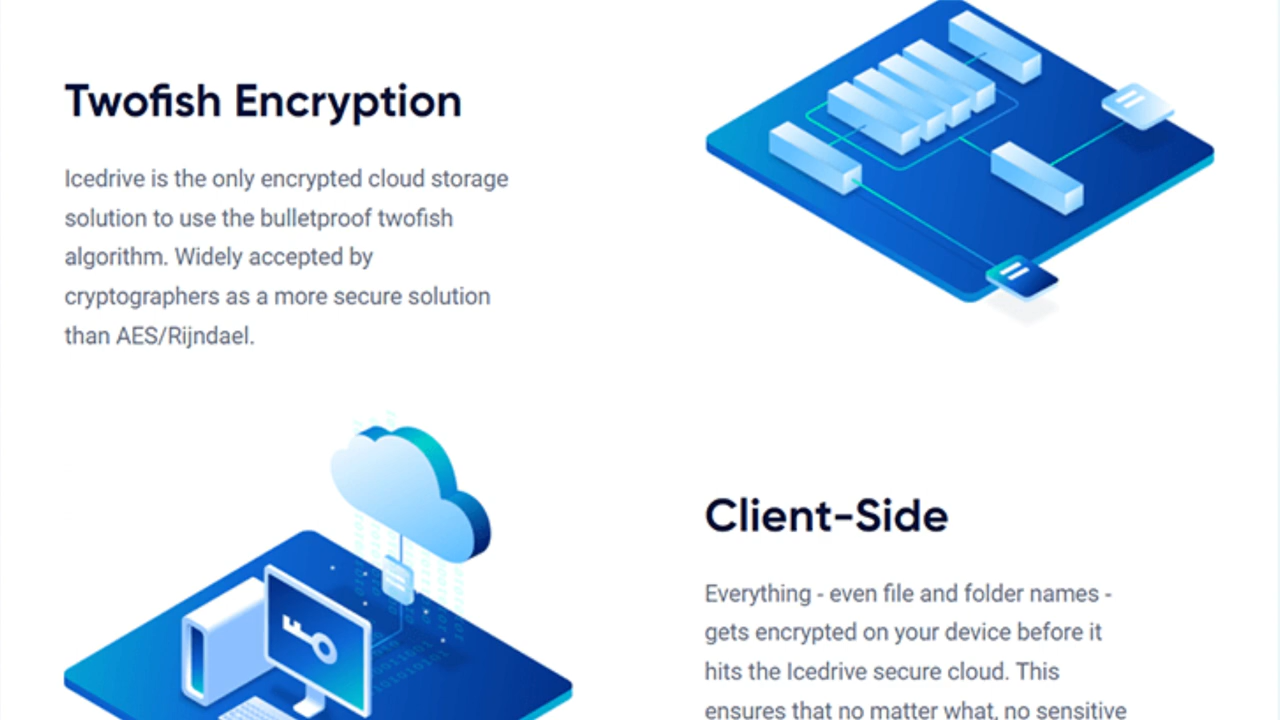 Twofish Encryption
Icedrive is the only encrypted cloud storage
solution to use the bulletproof twofish
algorithm. Widely accepted by
cryptographers as a more secure solution
than AES/Rijndael.
Client-Side
Everything - even file and folder names -
gets encrypted on your device before it
hits the Icedrive secure cloud. This
ensures that no matter what, no sensitive